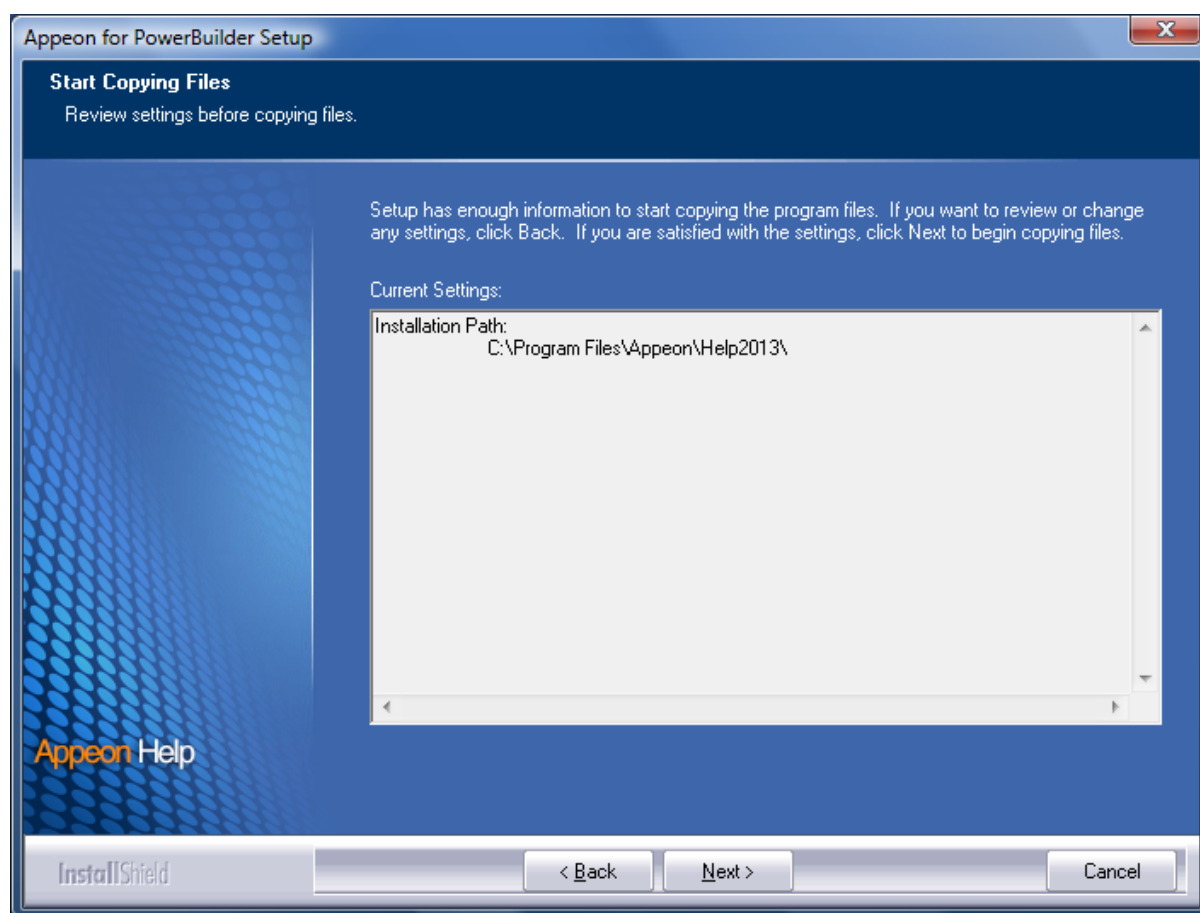 Appeon for PowerBuilder Setup
Start Copying Files
Review settings before copying files.
Setup has enough information to start copying the program files.  If you want to review or change
any settings, click Back.  If you are satisfied with the settings, click Next to begin copying files.
Current Settings:
Installation Path:
C:\Program Files\Appeon\Help2013\
Appeon Help
InstallShield
< Back
Next >
Cancel